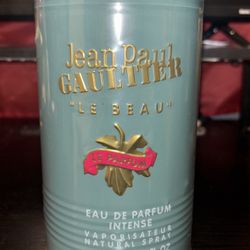 Jean Paul
GAULTIER
"LE BEAU"
LE PARFUM
EAU DE PARFUM
INTENSE
VAPORISATEUR
NATURAL SPRAY